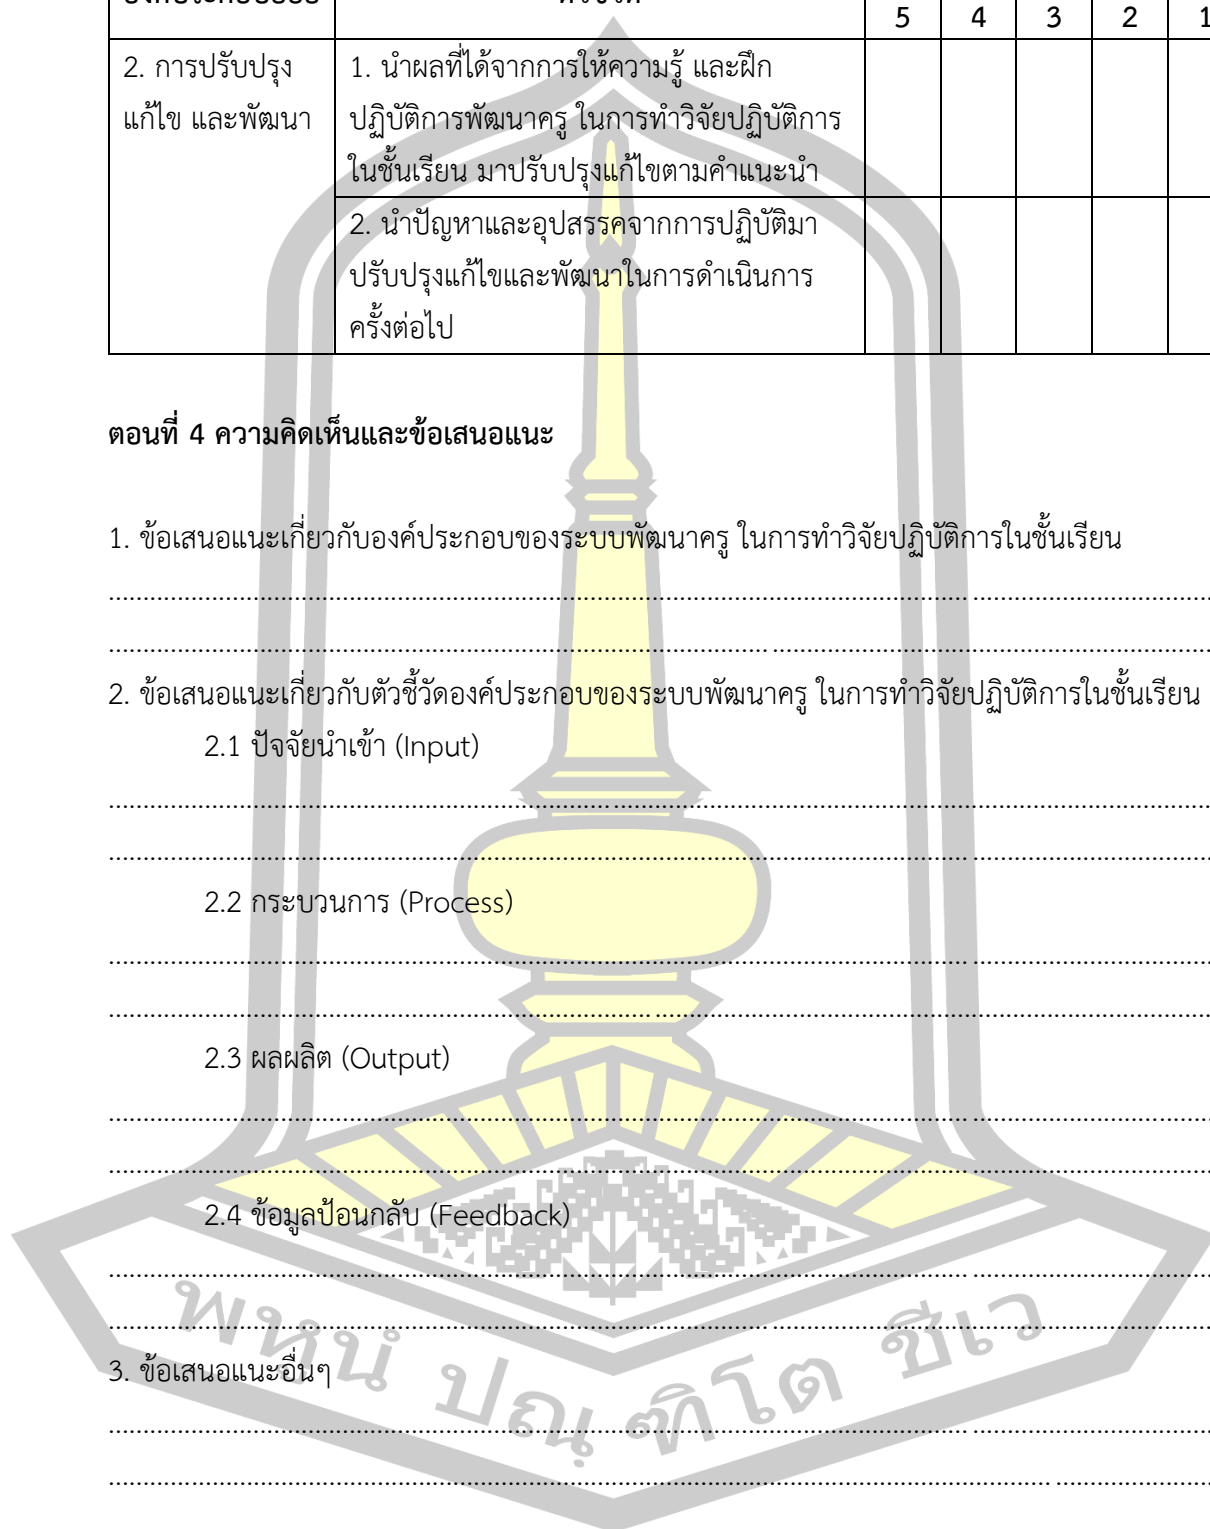 5 4 3 2 1
2. การปรับปรุง
แก้ไข และพัฒนา
1. นำผลที่ได้จากการให้ความรู้ และฝึก
ปฏิบัติการพัฒนาครู ในการทำวิจัยปฏิบัติการ
ในชั้นเรียน มาปรับปรุงแก้ไขตามคำแนะนำ
2. นำปัญหาและอุปสรรคจากการปฏิบัติมา
ปรับปรุงแก้ไขและพัฒนาในการดำเนินการ
ครั้งต่อไป
ตอนที่ 4 ความคิดเห็นและข้อเสนอแนะ
1. ข้อเสนอแนะเกี่ยวกับองค์ประกอบของระบบพัฒนาครู ในการทำวิจัยปฏิบัติการในชั้นเรียน
2. ข้อเสนอแนะเกี่ยวกับตัวชี้วัดองค์ประกอบของระบบพัฒนาครู ในการทำวิจัยปฏิบัติการในชั้นเรียน
2.1 ปัจจัยนำเข้า (Input)
2.2 กระบวนการ (Process)
2.3 ผลผลิต (Output)
2.4 ข้อมูลป้อนกลับ (Feedback)
3. ข้อเสนอแนะอื่นๆ
พหูนํ ปณฺฑิโต ชีเว